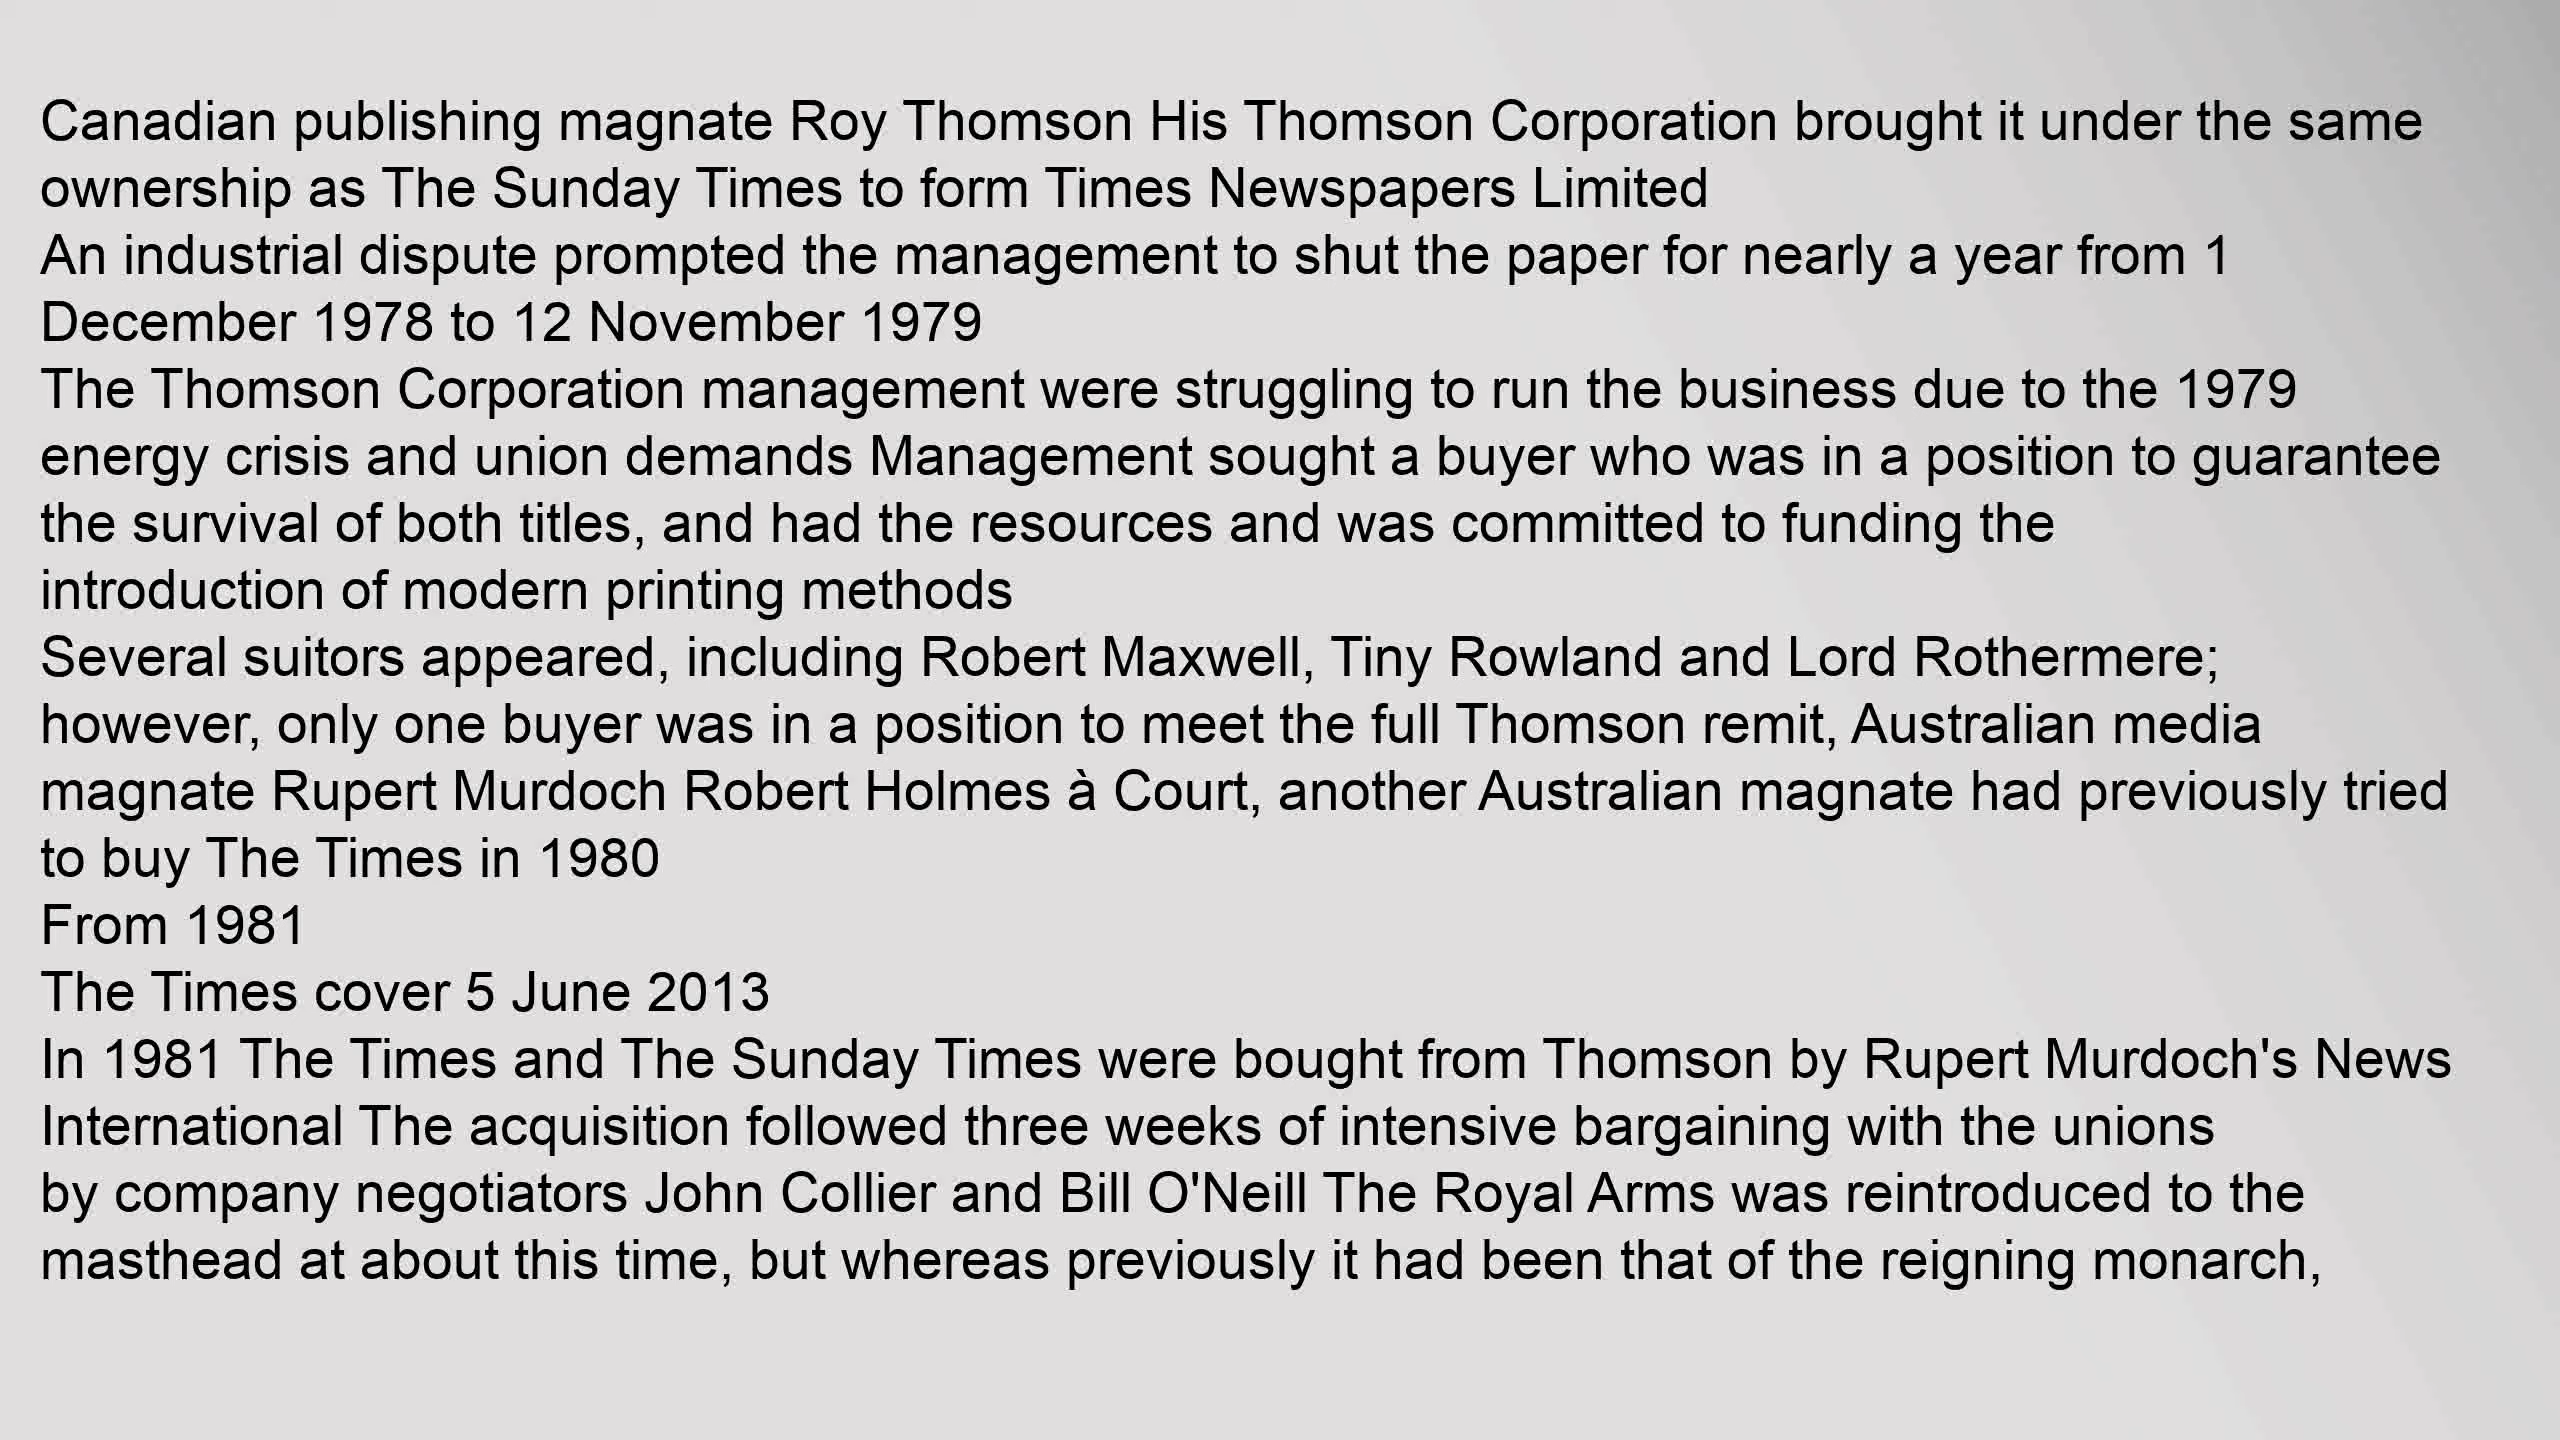 Canadian publishing magnate Roy Thomson His Thomson Corporation brought it under the same
ownership as The Sunday Times to form Times Newspapers Limited
An industrial dispute prompted the management to shut the paper for nearly a year from 1
December 1978 to 12 November 1979
The Thomson Corporation management were struggling to run the business due to the 1979
energy crisis and union demands Management sought a buyer who was in a position to guarantee
the survival of both titles, and had the resources and was committed to funding the
introduction of modern printing methods
Several suitors appeared, including Robert Maxwell, Tiny Rowland and Lord Rothermere;
however, only one buyer was in a position to meet the full Thomson remit, Australian media
magnate Rupert Murdoch Robert Holmes à Court, another Australian magnate had previously tried
to buy The Times in 1980
From 1981
The Times cover 5 June 2013
In 1981 The Times and The Sunday Times were bought from Thomson by Rupert Murdoch's News
International The acquisition followed three weeks of intensive bargaining with the unions
by company negotiators John Collier and Bill O'Neill The Royal Arms was reintroduced to the
masthead at about this time, but whereas previously it had been that of the reigning monarch,